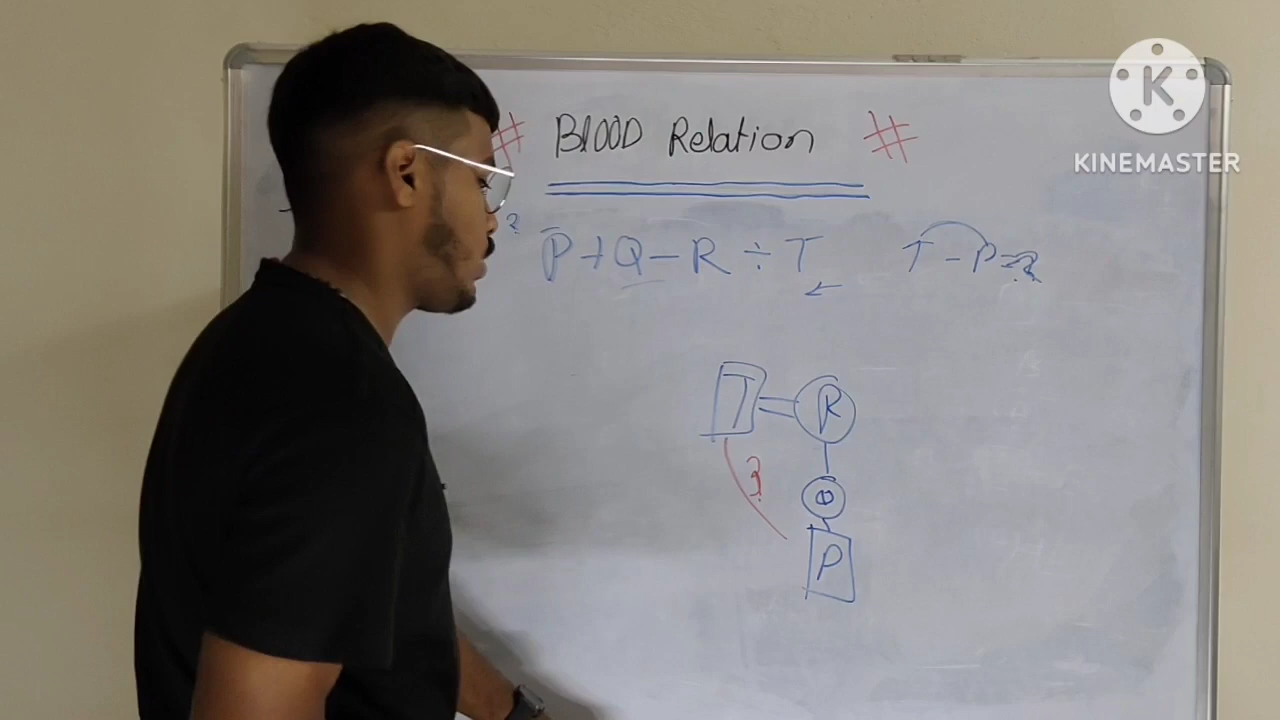 # BlOOD Relation #
? P + Q - R ÷ T T - P = ?
T = R
?
Q
P
K
KINEMASTER